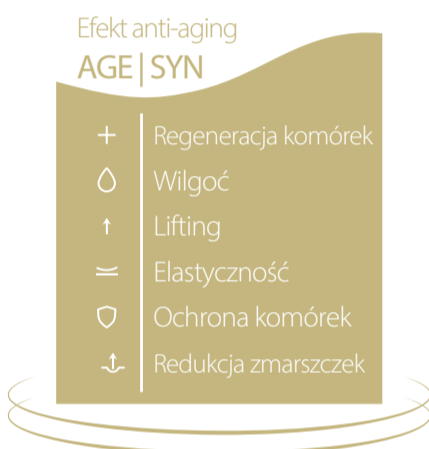 Efekt anti-aging
AGE|SYN
Regeneracja komórek
Wilgoć
Lifting
Elastyczność
Ochrona komórek
Redukcja zmarszczek